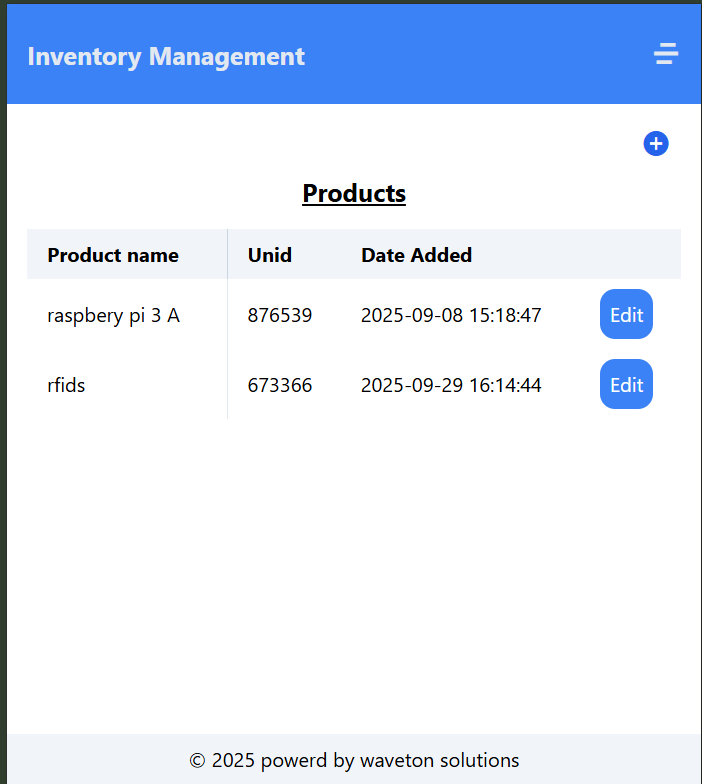 Inventory Management
Products
Product name Unid Date Added
raspbery pi 3 A 876539 2025-09-08 15:18:47 Edit
rfids 673366 2025-09-29 16:14:44 Edit
© 2025 powerd by waveton solutions